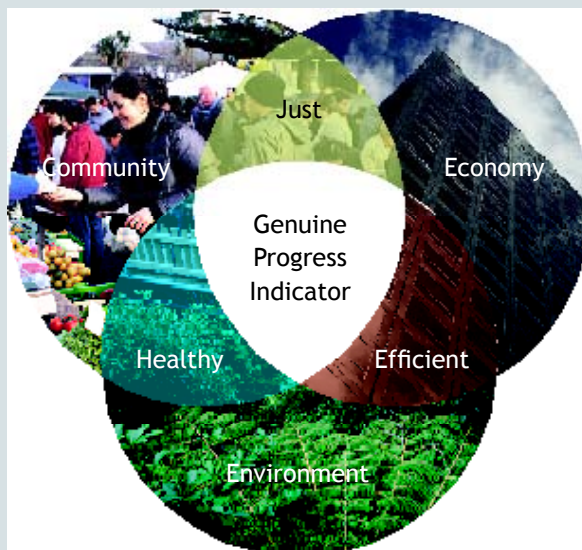 Just
Community
Economy
Genuine
Progress
Indicator
Healthy
Efficient
Environment